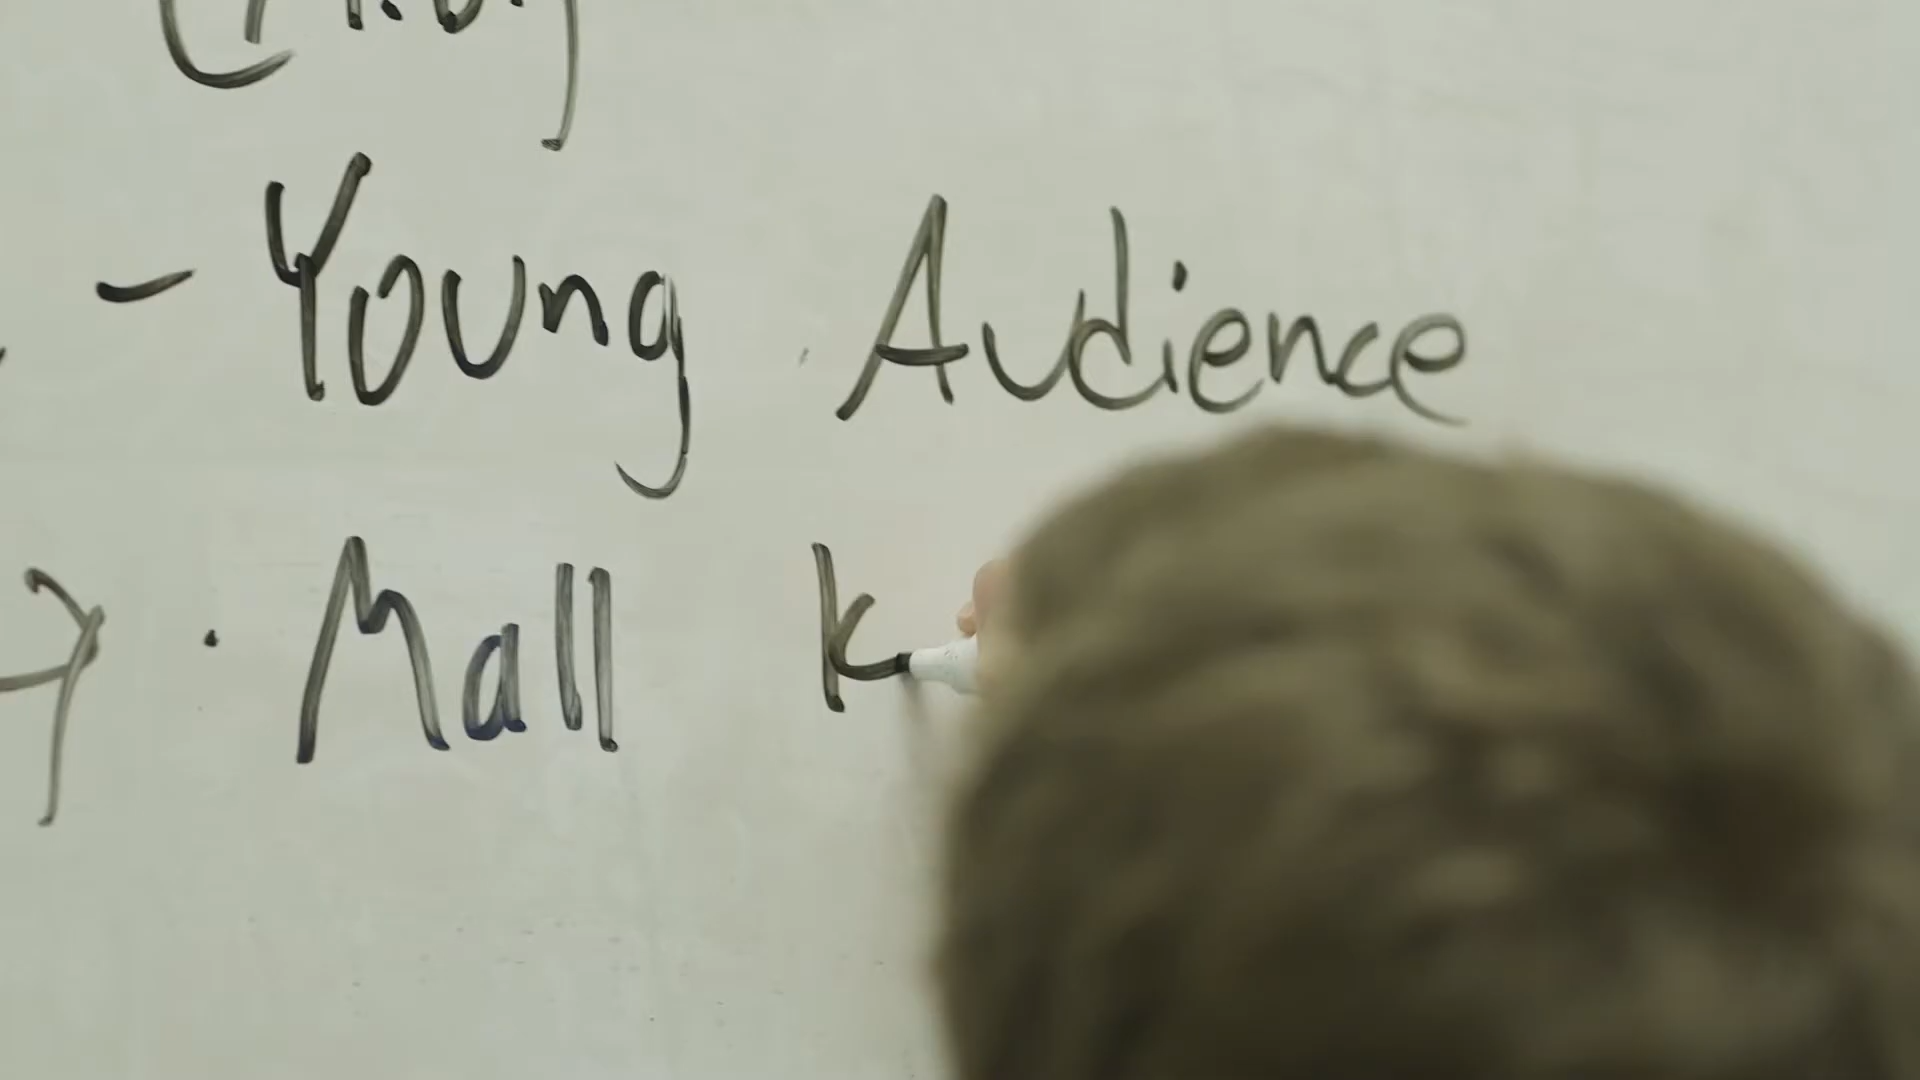 - Young Audience
→ • Mall K